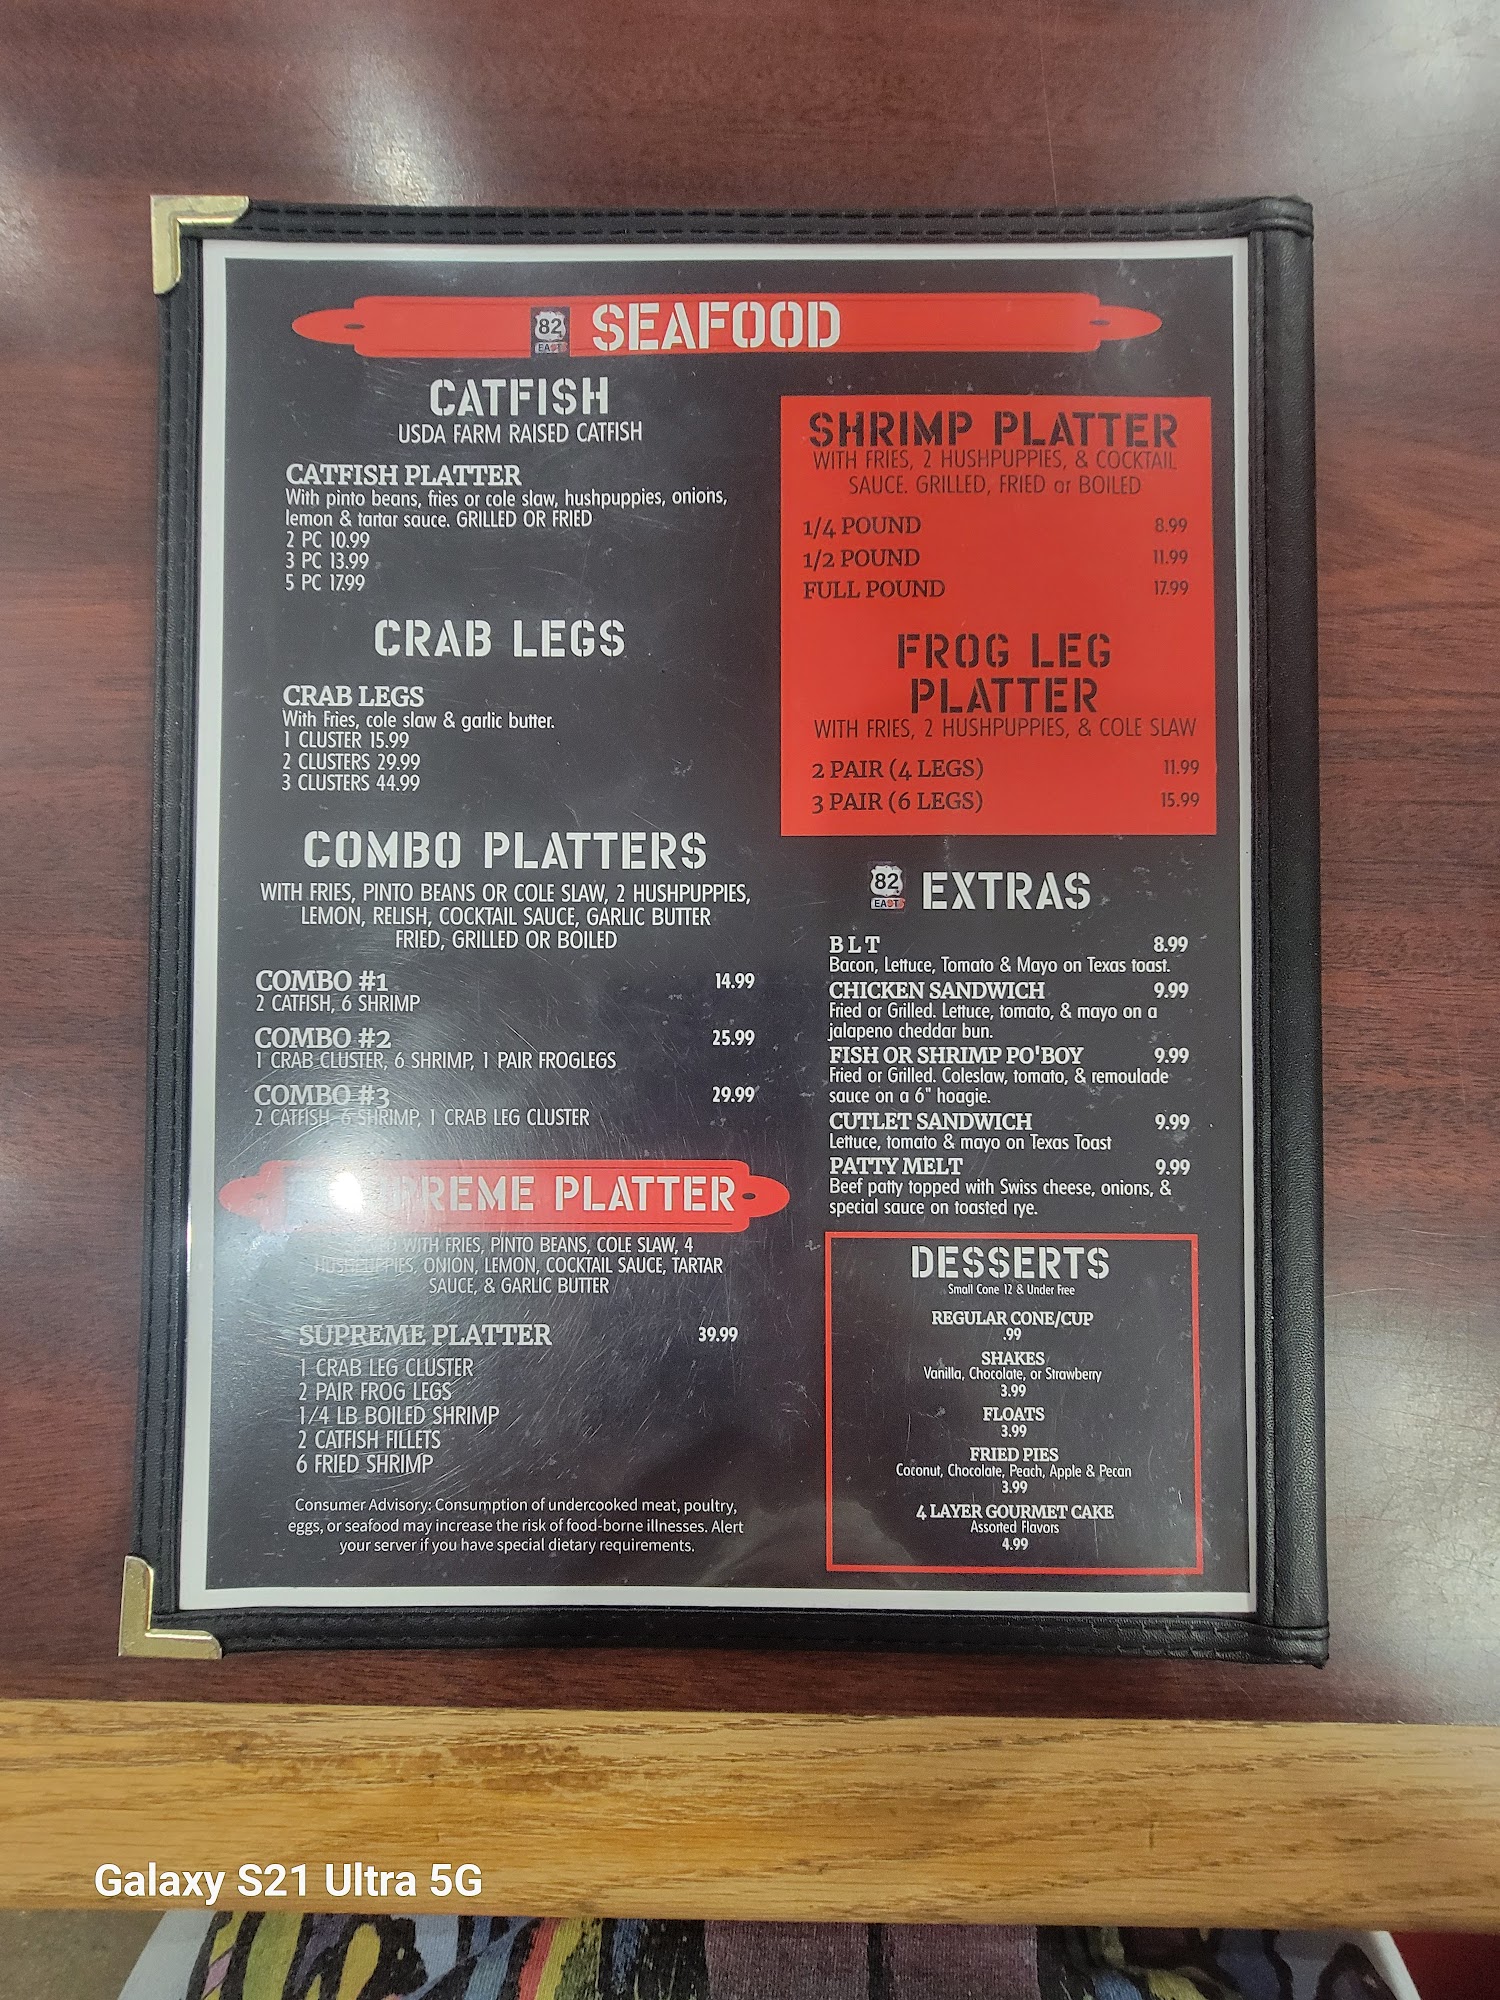 82
EAST
SEAFOOD
CATFISH
USDA FARM RAISED CATFISH
CATFISH PLATTER
With pinto beans, fries or cole slaw, hushpuppies, onions,
lemon & tartar sauce. GRILLED OR FRIED
2 PC 10.99
3 PC 13.99
5 PC 17.99
CRAB LEGS
CRAB LEGS
With Fries, cole slaw & garlic butter.
1 CLUSTER 15.99
2 CLUSTERS 29.99
3 CLUSTERS 44.99
COMBO PLATTERS
WITH FRIES, PINTO BEANS OR COLE SLAW, 2 HUSHPUPPIES,
LEMON, RELISH, COCKTAIL SAUCE, GARLIC BUTTER
FRIED, GRILLED OR BOILED
COMBO #1 14.99
2 CATFISH, 6 SHRIMP
COMBO #2 25.99
1 CRAB CLUSTER, 6 SHRIMP, 1 PAIR FROGLEGS
COMBO #3 29.99
2 CATFISH, 6 SHRIMP, 1 CRAB LEG CLUSTER
PLATTER
WITH FRIES, PINTO BEANS, COLE SLAW, 4
HUSHPUPPIES, ONION, LEMON, COCKTAIL SAUCE, TARTAR
SAUCE, & GARLIC BUTTER
SUPREME PLATTER 39.99
1 CRAB LEG CLUSTER
2 PAIR FROG LEGS
1/4 LB BOILED SHRIMP
2 CATFISH FILLETS
6 FRIED SHRIMP
Consumer Advisory: Consumption of undercooked meat, poultry,
eggs, or seafood may increase the risk of food-borne illnesses. Alert
your server if you have special dietary requirements.
SHRIMP PLATTER
WITH FRIES, 2 HUSHPUPPIES, & COCKTAIL
SAUCE. GRILLED, FRIED or BOILED
1/4 POUND 8.99
1/2 POUND 11.99
FULL POUND 17.99
FROG LEG
PLATTER
WITH FRIES, 2 HUSHPUPPIES, & COLE SLAW
2 PAIR (4 LEGS) 11.99
3 PAIR (6 LEGS) 15.99
82
EAST
EXTRAS
B L T 8.99
Bacon, Lettuce, Tomato & Mayo on Texas toast.
CHICKEN SANDWICH 9.99
Fried or Grilled. Lettuce, tomato, & mayo on a
jalapeno cheddar bun.
FISH OR SHRIMP PO'BOY 9.99
Fried or Grilled. Coleslaw, tomato, & remoulade
sauce on a 6" hoagie.
CUTLET SANDWICH 9.99
Lettuce, tomato & mayo on Texas Toast
PATTY MELT 9.99
Beef patty topped with Swiss cheese, onions, &
special sauce on toasted rye.
DESSERTS
Small Cone 12 & Under Free
REGULAR CONE/CUP
.99
SHAKES
Vanilla, Chocolate, or Strawberry
3.99
FLOATS
3.99
FRIED PIES
Coconut, Chocolate, Peach, Apple & Pecan
3.99
4 LAYER GOURMET CAKE
Assorted Flavors
4.99
Galaxy S21 Ultra 5G